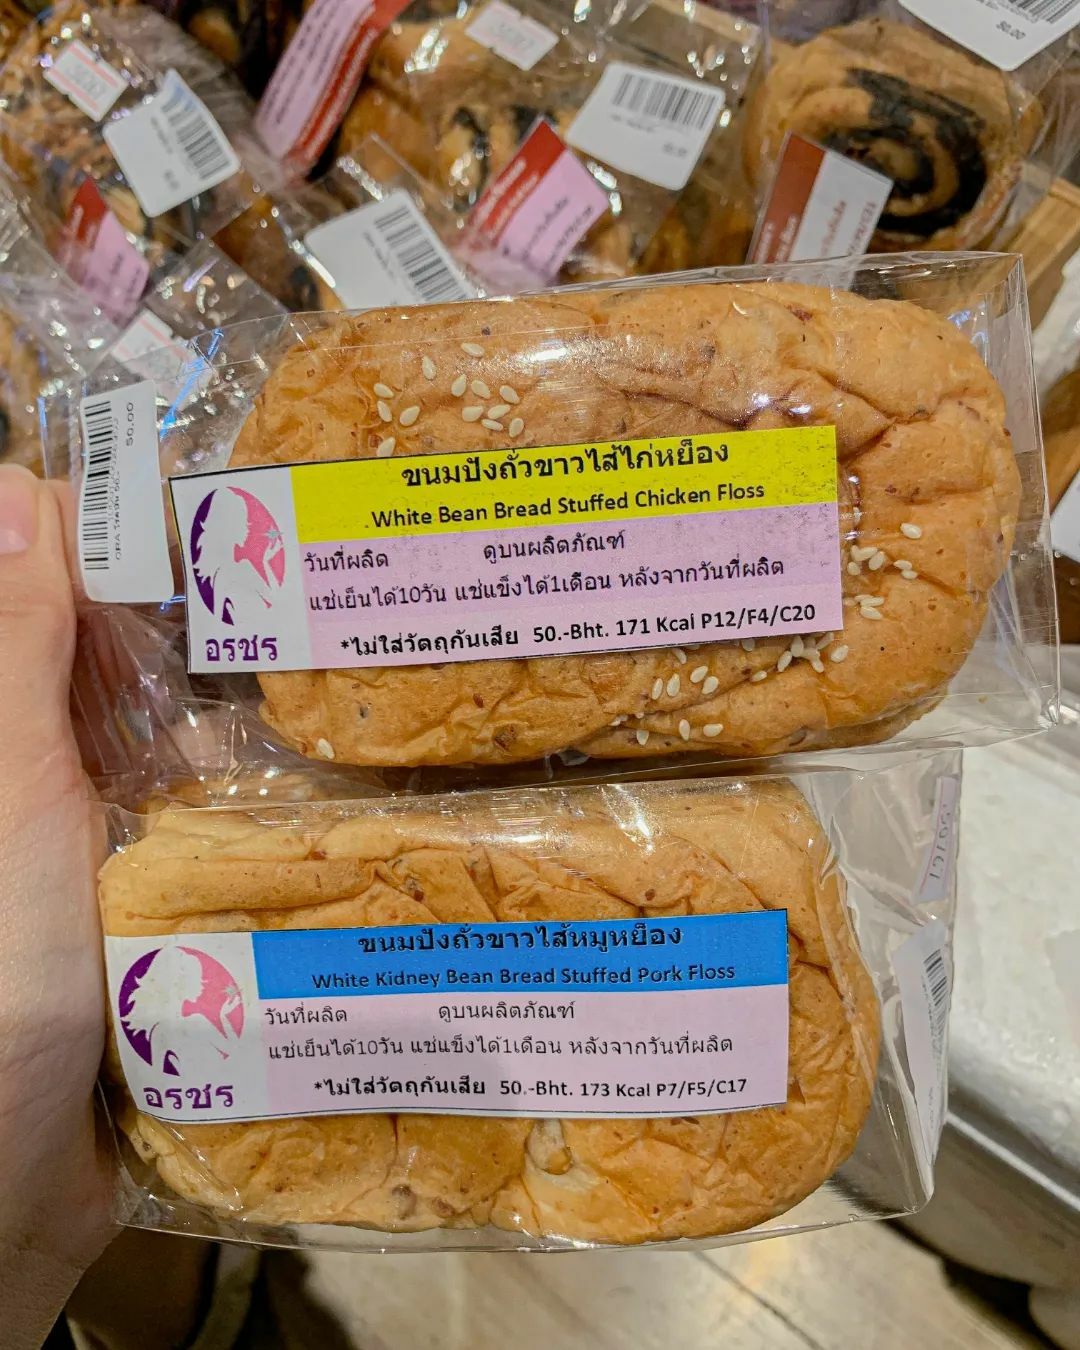 50.00
50.00
ขนมปังถั่วขาวไส้ไก่หย็อง
White Bean Bread Stuffed Chicken Floss
วันที่ผลิต ดูบนผลิตภัณฑ์
แช่เย็นได้10วัน แช่แข็งได้1เดือน หลังจากวันที่ผลิต
*ไม่ใส่วัตถุกันเสีย 50.-Bht. 171 Kcal P12/F4/C20
อรชร
ขนมปังถั่วขาวไส้หมูหย็อง
White Kidney Bean Bread Stuffed Pork Floss
วันที่ผลิต ดูบนผลิตภัณฑ์
แช่เย็นได้10วัน แช่แข็งได้1เดือน หลังจากวันที่ผลิต
*ไม่ใส่วัตถุกันเสีย 50.-Bht. 173 Kcal P7/F5/C17
อรชร